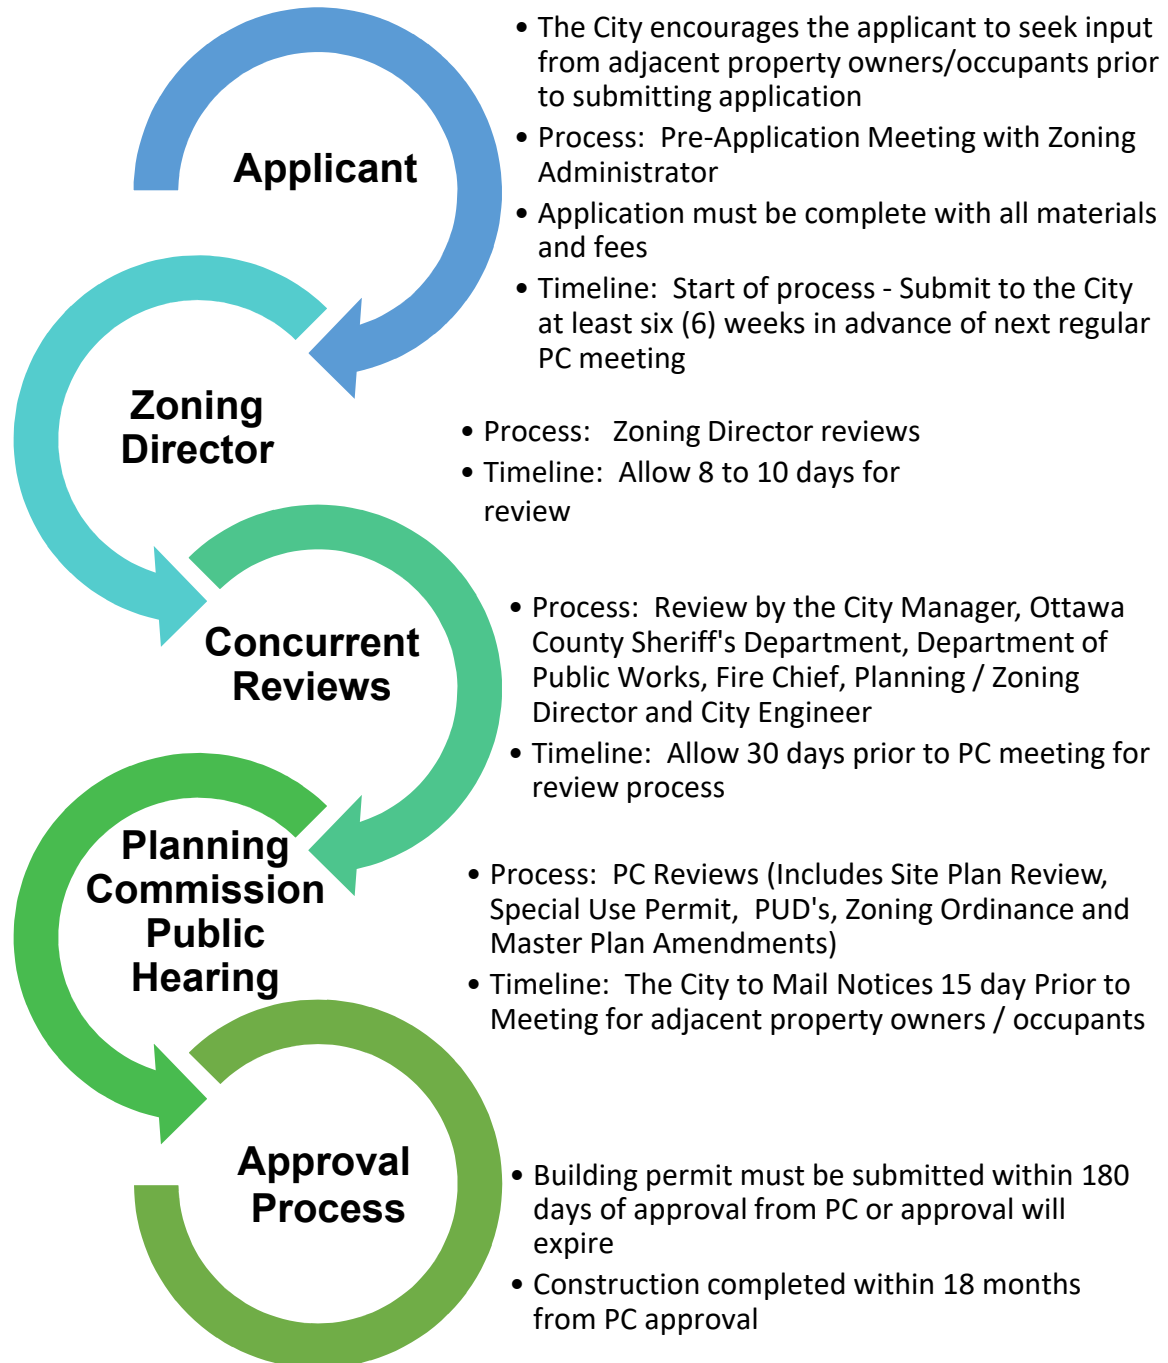 • The City encourages the applicant to seek input
from adjacent property owners/occupants prior
to submitting application
• Process:  Pre-Application Meeting with Zoning
Administrator
• Application must be complete with all materials
and fees
• Timeline:  Start of process - Submit to the City
at least six (6) weeks in advance of next regular
PC meeting
Applicant
Zoning
Director
• Process:   Zoning Director reviews
• Timeline:  Allow 8 to 10 days for
review
Concurrent
Reviews
• Process:  Review by the City Manager, Ottawa
County Sheriff's Department, Department of
Public Works, Fire Chief, Planning / Zoning
Director and City Engineer
• Timeline:  Allow 30 days prior to PC meeting for
review process
Planning
Commission
Public
Hearing
• Process:  PC Reviews (Includes Site Plan Review,
Special Use Permit,  PUD's, Zoning Ordinance and
Master Plan Amendments)
• Timeline:  The City to Mail Notices 15 day Prior to
Meeting for adjacent property owners / occupants
Approval
Process
• Building permit must be submitted within 180
days of approval from PC or approval will
expire
• Construction completed within 18 months
from PC approval